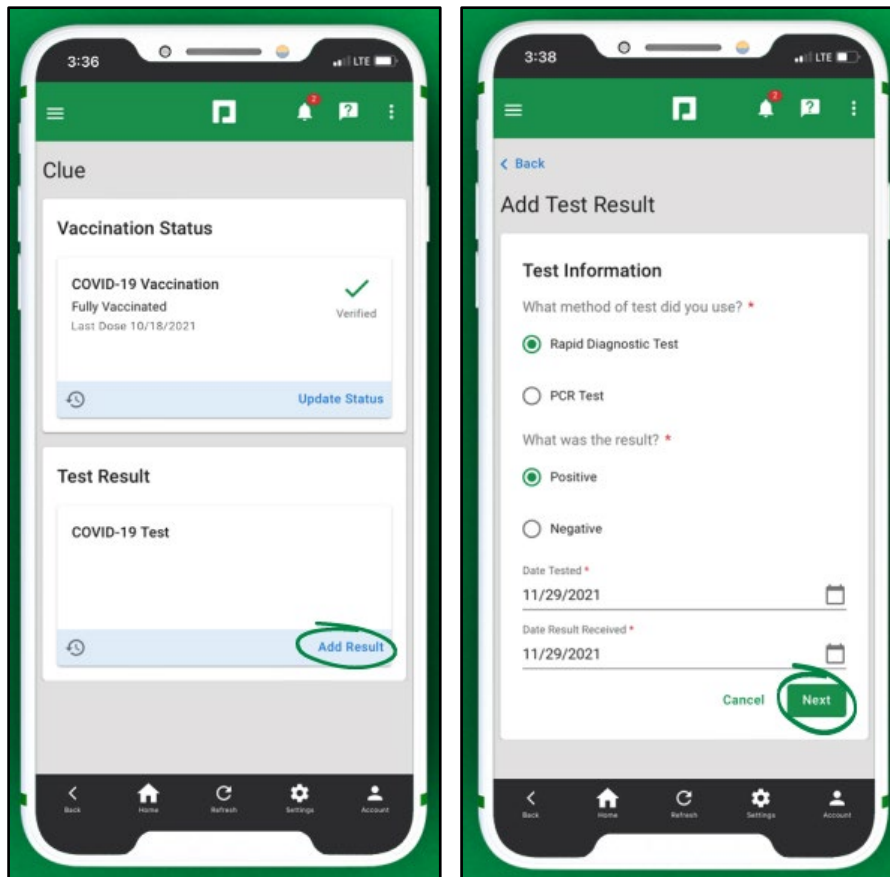 3:36
LTE
2
?
Clue
Vaccination Status
COVID-19 Vaccination
Fully Vaccinated
Last Dose 10/18/2021
Verified
Update Status
Test Result
COVID-19 Test
Add Result
Back
Home
Refresh
Settings
Account
3:38
LTE
2
?
Back
Add Test Result
Test Information
What method of test did you use? *
Rapid Diagnostic Test
PCR Test
What was the result? *
Positive
Negative
Date Tested *
11/29/2021
Date Result Received *
11/29/2021
Cancel Next
Back
Home
Refresh
Settings
Account